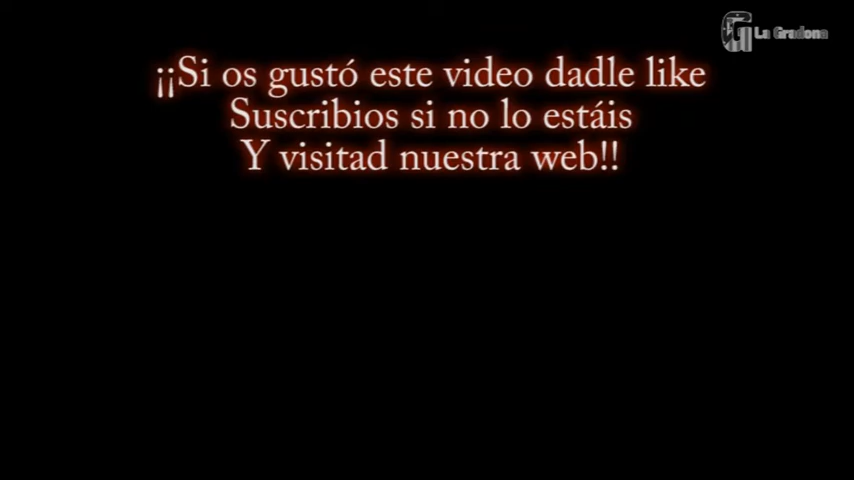 La Gradona
¡¡Si os gustó este video dadle like
Suscribios si no lo estáis
Y visitad nuestra web!!